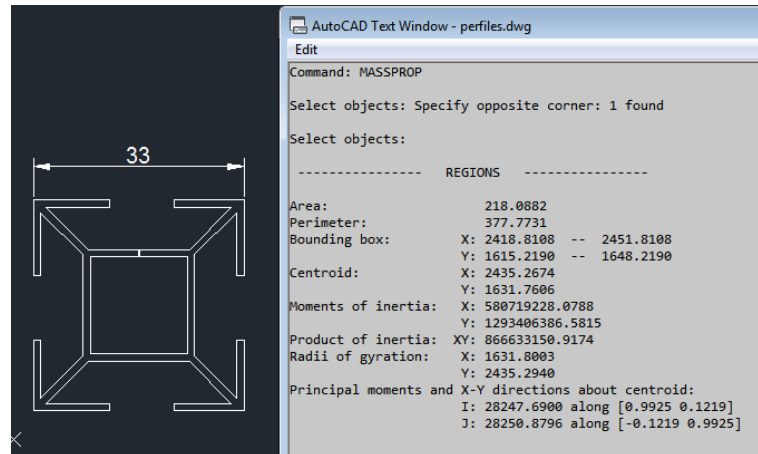 AutoCAD Text Window - perfiles.dwg
Edit
Command: MASSPROP
Select objects: Specify opposite corner: 1 found
Select objects:
---------------- REGIONS ----------------
Area: 218.0882
Perimeter: 377.7731
Bounding box: X: 2418.8108 -- 2451.8108
Y: 1615.2190 -- 1648.2190
Centroid: X: 2435.2674
Y: 1631.7606
Moments of inertia: X: 580719228.0788
Y: 1293406386.5815
Product of inertia: XY: 866633150.9174
Radii of gyration: X: 1631.8003
Y: 2435.2940
Principal moments and X-Y directions about centroid:
I: 28247.6900 along [0.9925 0.1219]
J: 28250.8796 along [-0.1219 0.9925]
33